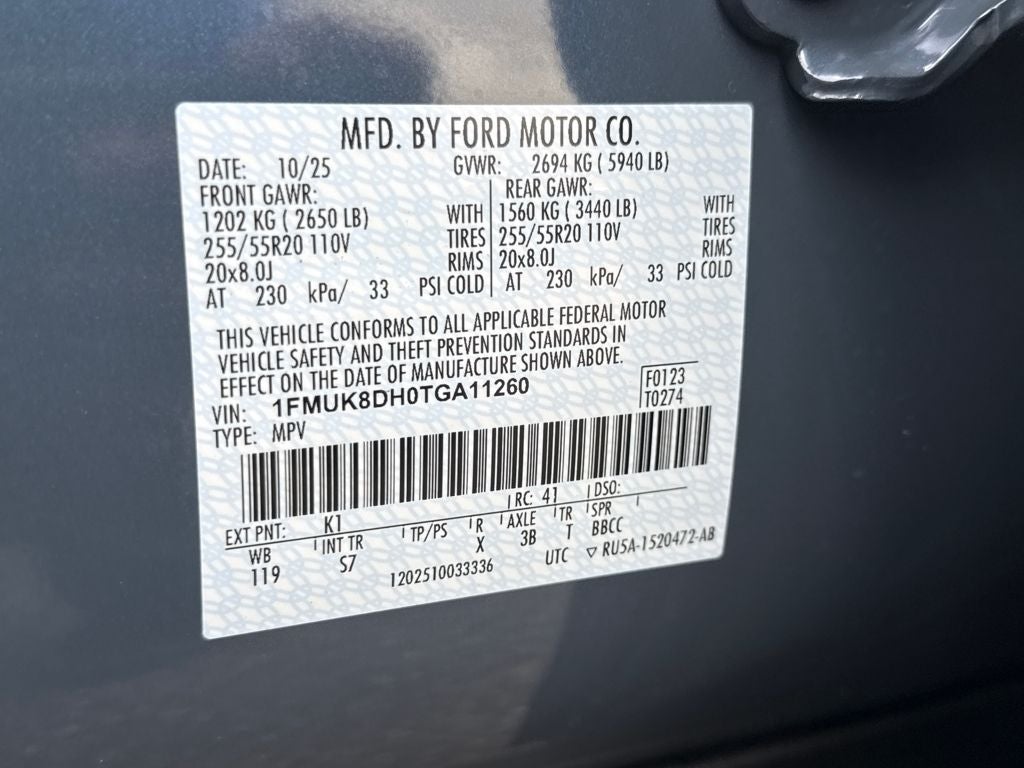 MFD. BY FORD MOTOR CO.
DATE: 10/25 GVWR: 2694 KG ( 5940 LB)
FRONT GAWR: REAR GAWR:
1202 KG ( 2650 LB) WITH 1560 KG ( 3440 LB) WITH
255/55R20 110V TIRES 255/55R20 110V TIRES
20x8.0J RIMS 20x8.0J RIMS
AT 230 kPa/ 33 PSI COLD AT 230 kPa/ 33 PSI COLD
THIS VEHICLE CONFORMS TO ALL APPLICABLE FEDERAL MOTOR
VEHICLE SAFETY AND THEFT PREVENTION STANDARDS IN
EFFECT ON THE DATE OF MANUFACTURE SHOWN ABOVE.
VIN: 1FMUK8DH0TGA11260 F0123
TYPE: MPV T0274
EXT PNT: K1 RC: 41 DSO:
WB INT TR TP/PS R AXLE TR SPR
119 S7 X 3B T BBCC
1202510033336 UTC ▽ RU5A-1520472-AB